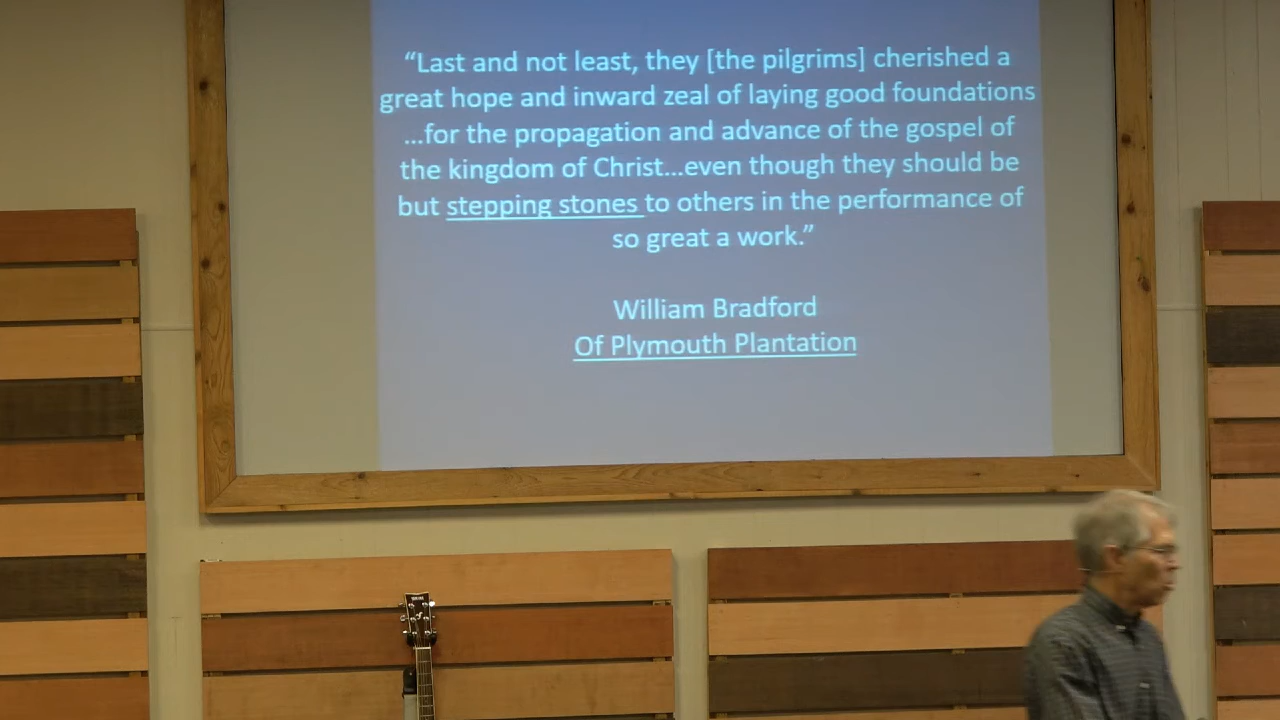 “Last and not least, they [the pilgrims] cherished a
great hope and inward zeal of laying good foundations
...for the propagation and advance of the gospel of
the kingdom of Christ...even though they should be
but stepping stones to others in the performance of
so great a work.”
William Bradford
Of Plymouth Plantation